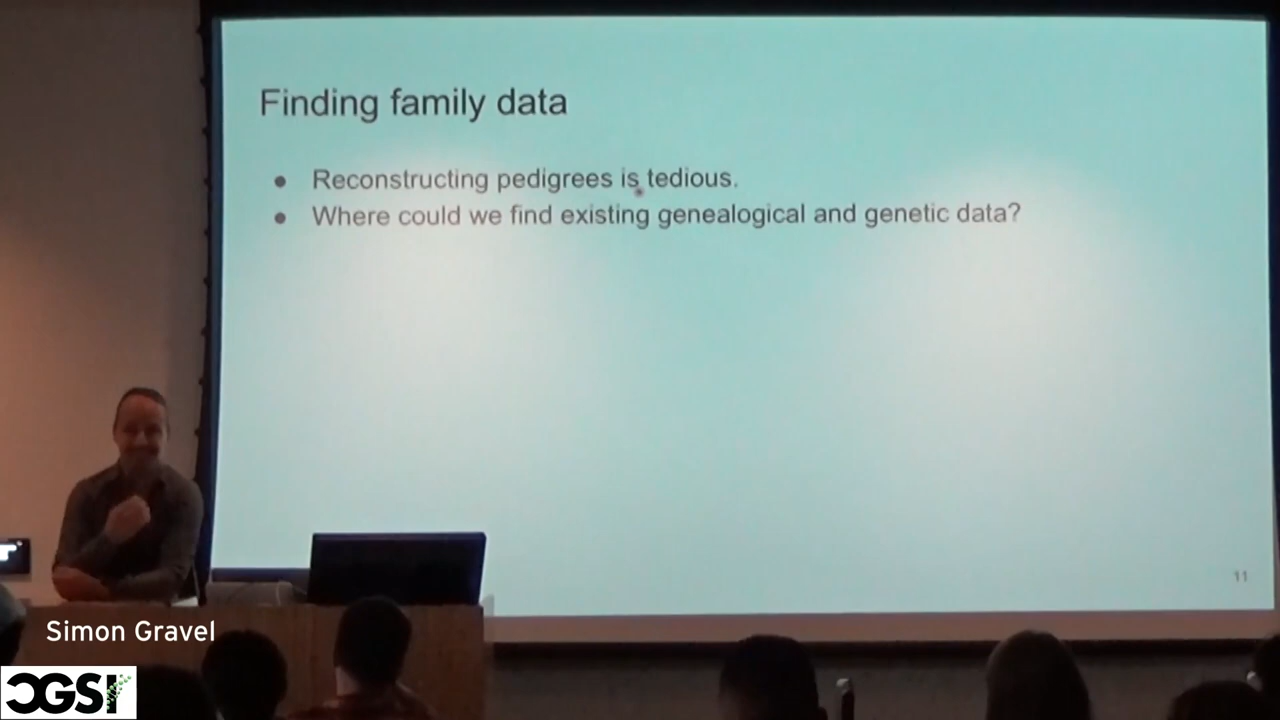 Finding family data
● Reconstructing pedigrees is tedious.
● Where could we find existing genealogical and genetic data?
11
Simon Gravel
CGSI